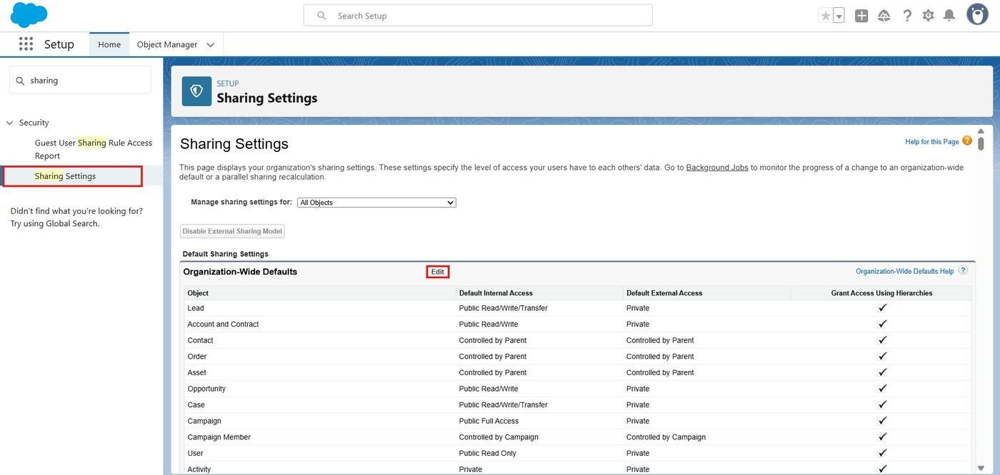 Search Setup
Setup
Home
Object Manager
sharing
Security
Guest User Sharing Rule Access
Report
Sharing Settings
Didn't find what you're looking for?
Try using Global Search.
SETUP
Sharing Settings
Sharing Settings
Help for this Page
This page displays your organization's sharing settings. These settings specify the level of access your users have to each others' data. Go to Background Jobs to monitor the progress of a change to an organization-wide
default or a parallel sharing recalculation.
Manage sharing settings for: All Objects
Disable External Sharing Model
Default Sharing Settings
Organization-Wide Defaults Edit Organization-Wide Defaults Help ?
Object Default Internal Access Default External Access Grant Access Using Hierarchies
Lead Public Read/Write/Transfer Private ✓
Account and Contract Public Read/Write Private ✓
Contact Controlled by Parent Controlled by Parent ✓
Order Controlled by Parent Controlled by Parent ✓
Asset Controlled by Parent Controlled by Parent ✓
Opportunity Public Read/Write Private ✓
Case Public Read/Write/Transfer Private ✓
Campaign Public Full Access Private ✓
Campaign Member Controlled by Campaign Controlled by Campaign ✓
User Public Read Only Private ✓
Activity Private Private ✓